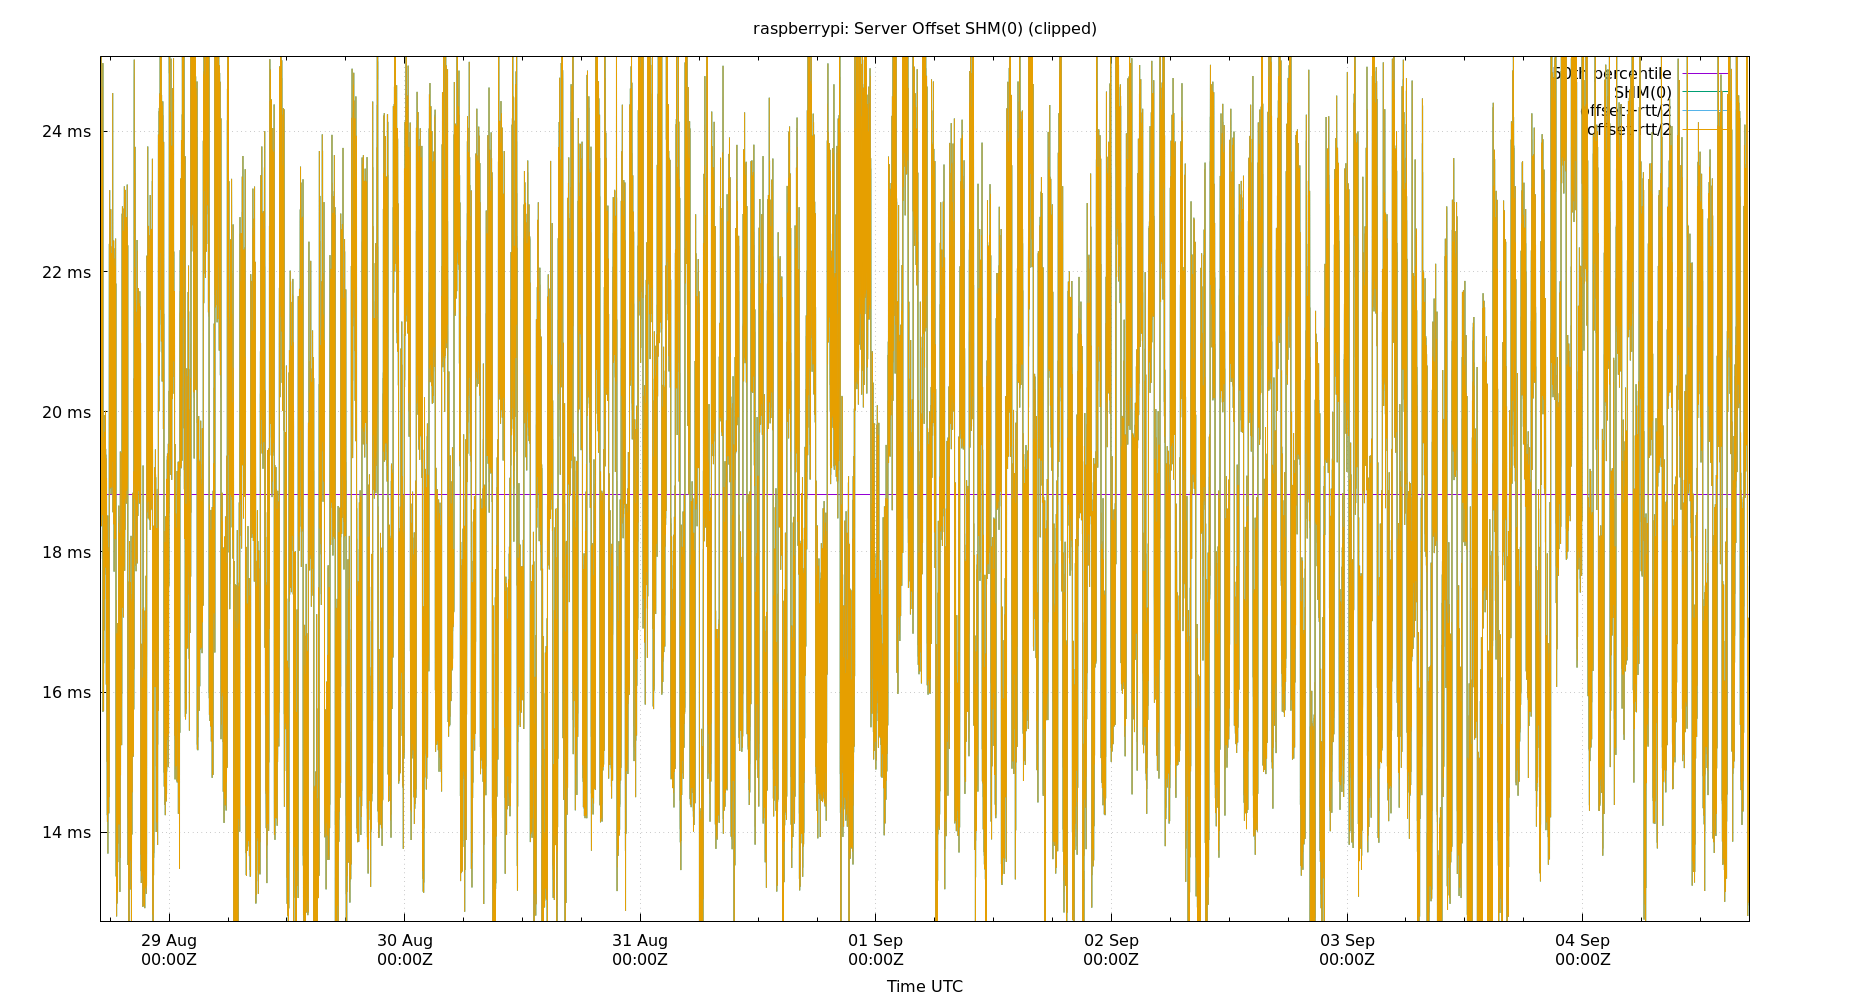 raspberrypi: Server Offset SHM(0) (clipped)
50th percentile
SHM(0)
offset-rtt/2
24 ms
22 ms
20 ms
18 ms
16 ms
14 ms
29 Aug
00:00Z
30 Aug
00:00Z
31 Aug
00:00Z
01 Sep
00:00Z
02 Sep
00:00Z
03 Sep
00:00Z
04 Sep
00:00Z
Time UTC